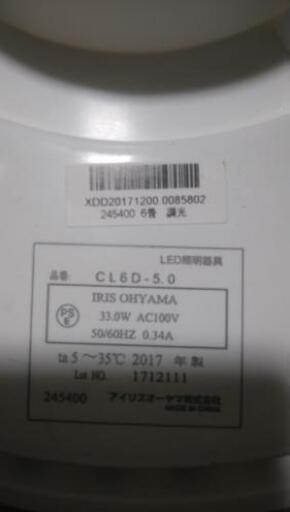 XDD20171200 0085802
245400 6畳 調光
LED照明器具
品番: CL6D-5.0
PS E
IRIS OHYAMA
33.0W AC100V
50/60HZ 0.34A
ta 5 ～35℃ 2017 年 製
Lot NO. 1712111
245400 アイリスオーヤマ株式会社
MADE IN CHINA